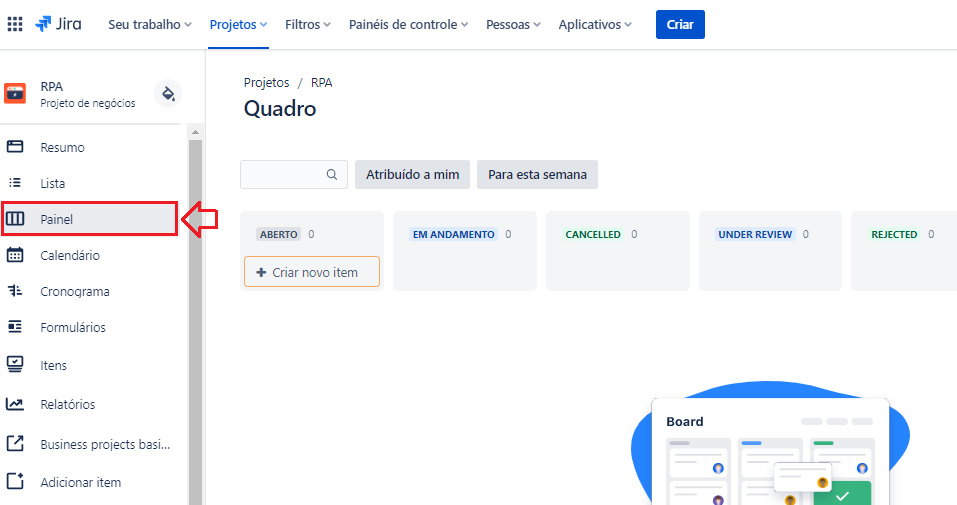 Jira Seu trabalho Projetos Filtros Painéis de controle Pessoas Aplicativos Criar
RPA
Projeto de negócios
Resumo
Lista
Painel
Calendário
Cronograma
Formulários
Itens
Relatórios
Business projects basi...
Adicionar item
Projetos / RPA
Quadro
Atribuído a mim Para esta semana
ABERTO 0 EM ANDAMENTO 0 CANCELLED 0 UNDER REVIEW 0 REJECTED 0
+ Criar novo item
Board